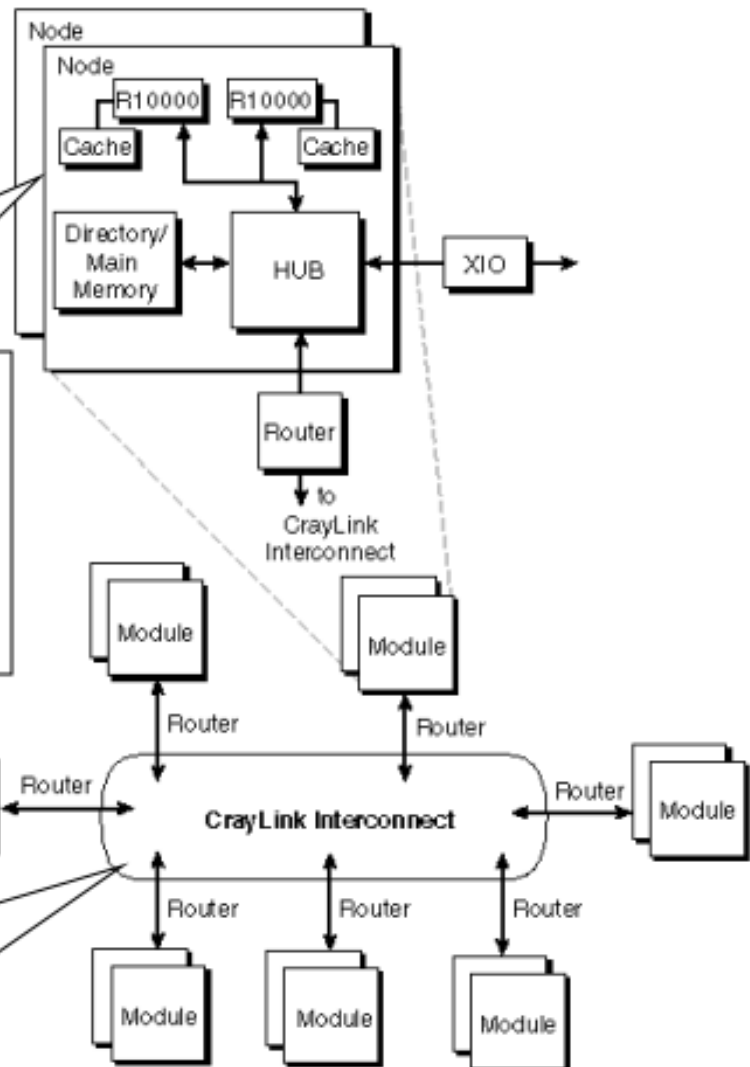 Node
Node
R10000
R10000
Cache
Cache
Directory/
Main
Memory
HUB
XIO
Router
to
CrayLink
Interconnect
Module
Module
Router
Router
Router
CrayLink Interconnect
Router
Module
Router
Router
Router
Module
Module
Module